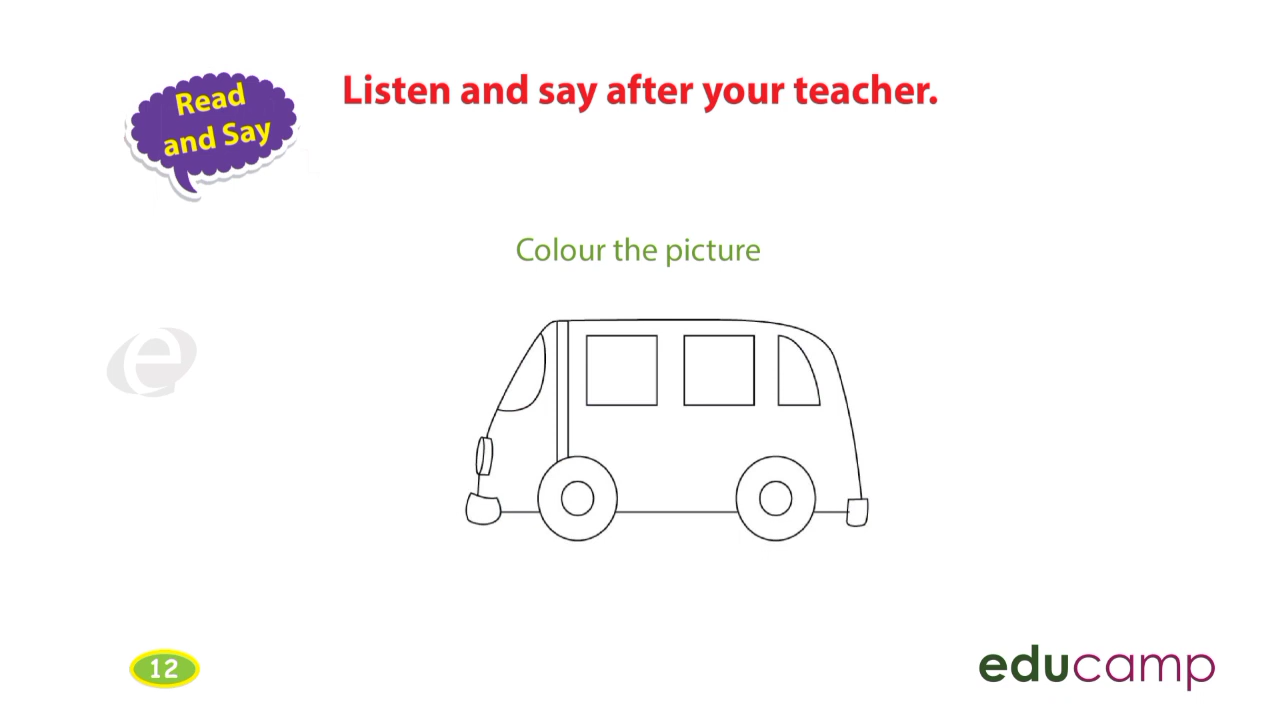 Read
and Say
Listen and say after your teacher.
Colour the picture
e
12
educamp